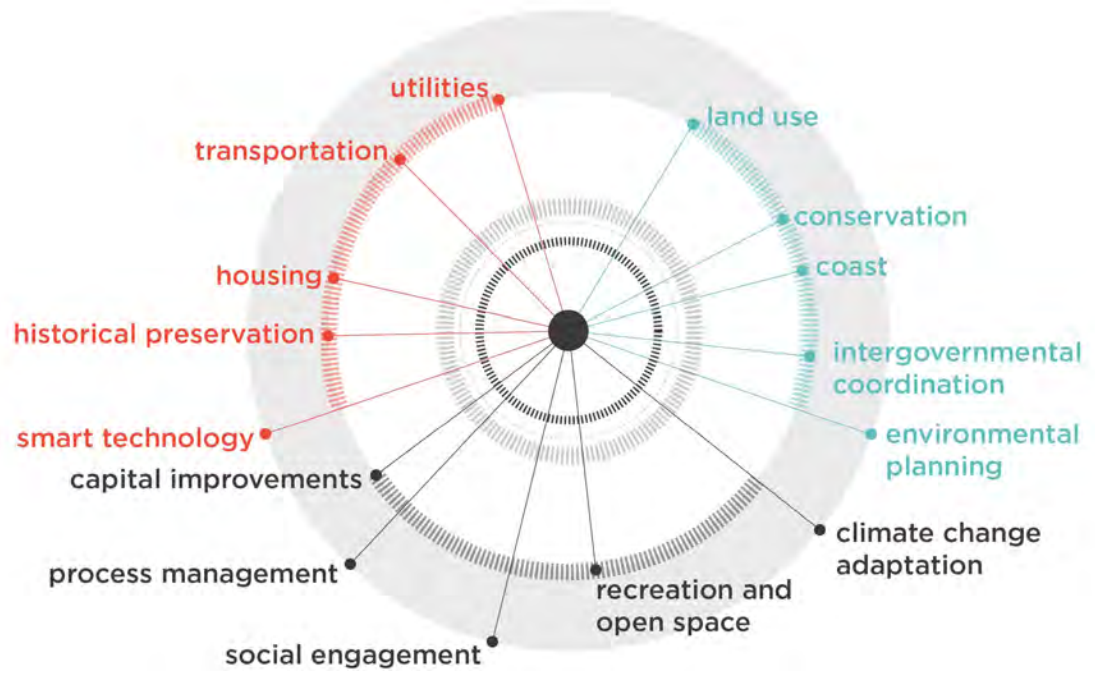 utilities
transportation
housing
historical preservation
smart technology
land use
conservation
coast
intergovernmental
coordination
environmental
planning
capital improvements
process management
social engagement
recreation and
open space
climate change
adaptation